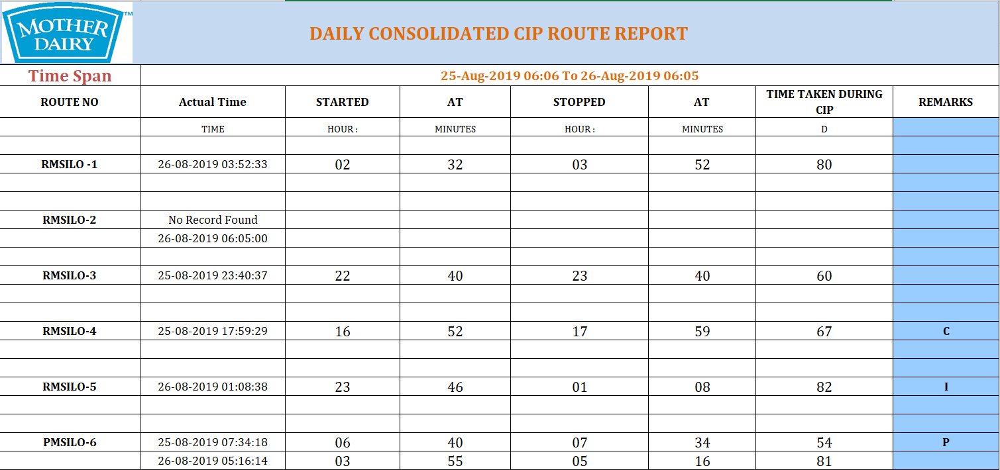 MOTHER DAIRY TM
DAILY CONSOLIDATED CIP ROUTE REPORT
Time Span 25-Aug-2019 06:06 To 26-Aug-2019 06:05
ROUTE NO Actual Time STARTED AT STOPPED AT TIME TAKEN DURING CIP REMARKS
TIME HOUR : MINUTES HOUR : MINUTES D
RMSILO -1 26-08-2019 03:52:33 02 32 03 52 80
RMSILO-2 No Record Found
26-08-2019 06:05:00
RMSILO-3 25-08-2019 23:40:37 22 40 23 40 60
RMSILO-4 25-08-2019 17:59:29 16 52 17 59 67 C
RMSILO-5 26-08-2019 01:08:38 23 46 01 08 82 I
PMSILO-6 25-08-2019 07:34:18 06 40 07 34 54 P
26-08-2019 05:16:14 03 55 05 16 81